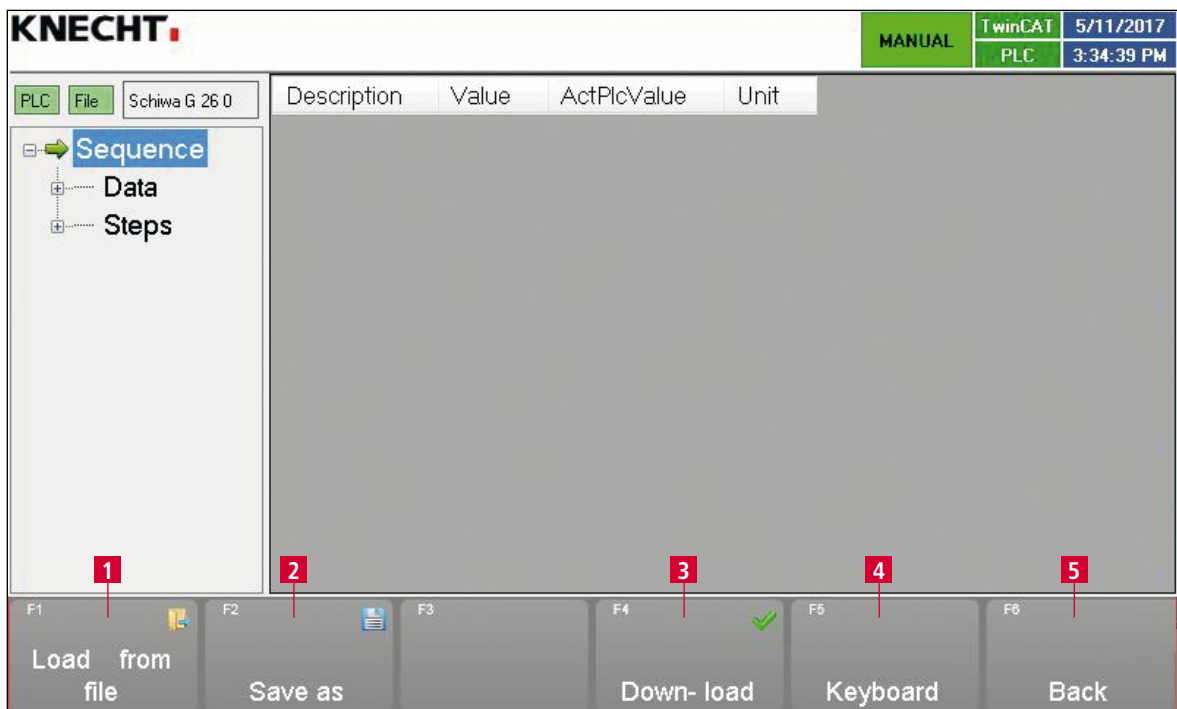 KNECHT
MANUAL
TwinCAT 5/11/2017
PLC 3:34:39 PM
PLC File Schiwa G 26 0
Description Value ActPlcValue Unit
Sequence
Data
Steps
1 2 3 4 5
F1 F2 F3 F4 F5 F6
Load from
file
Save as
Down- load
Keyboard
Back